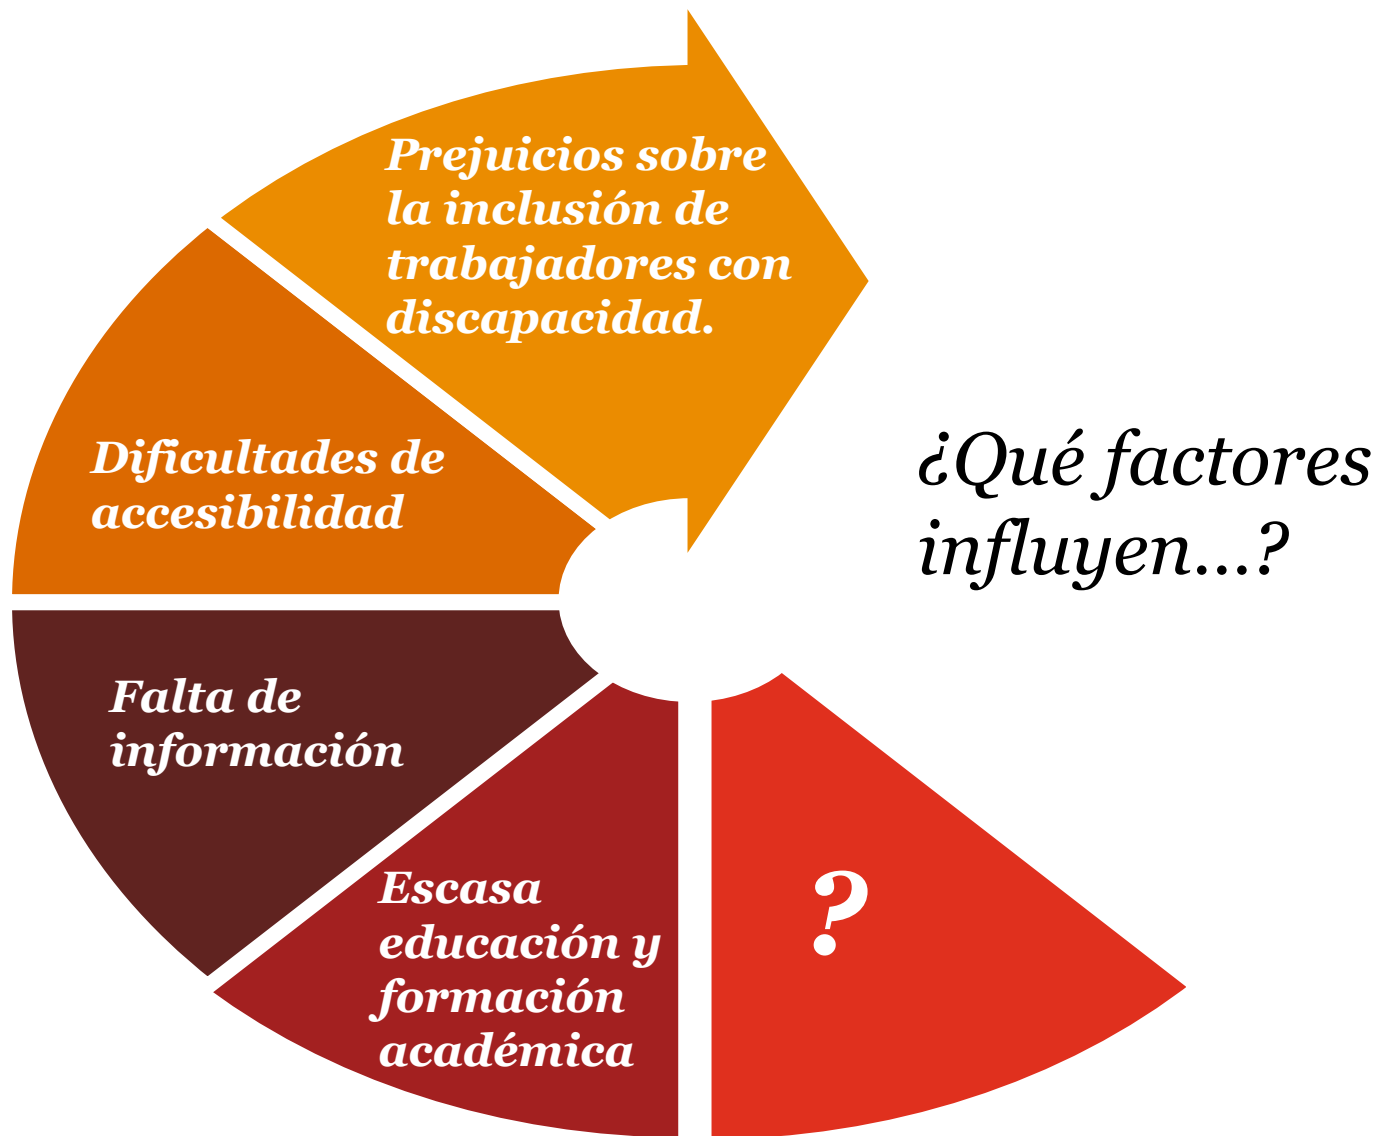 Prejuicios sobre
la inclusión de
trabajadores con
discapacidad.
Dificultades de
accesibilidad
¿Qué factores
influyen...?
Falta de
información
Escasa
educación y
formación
académica
?